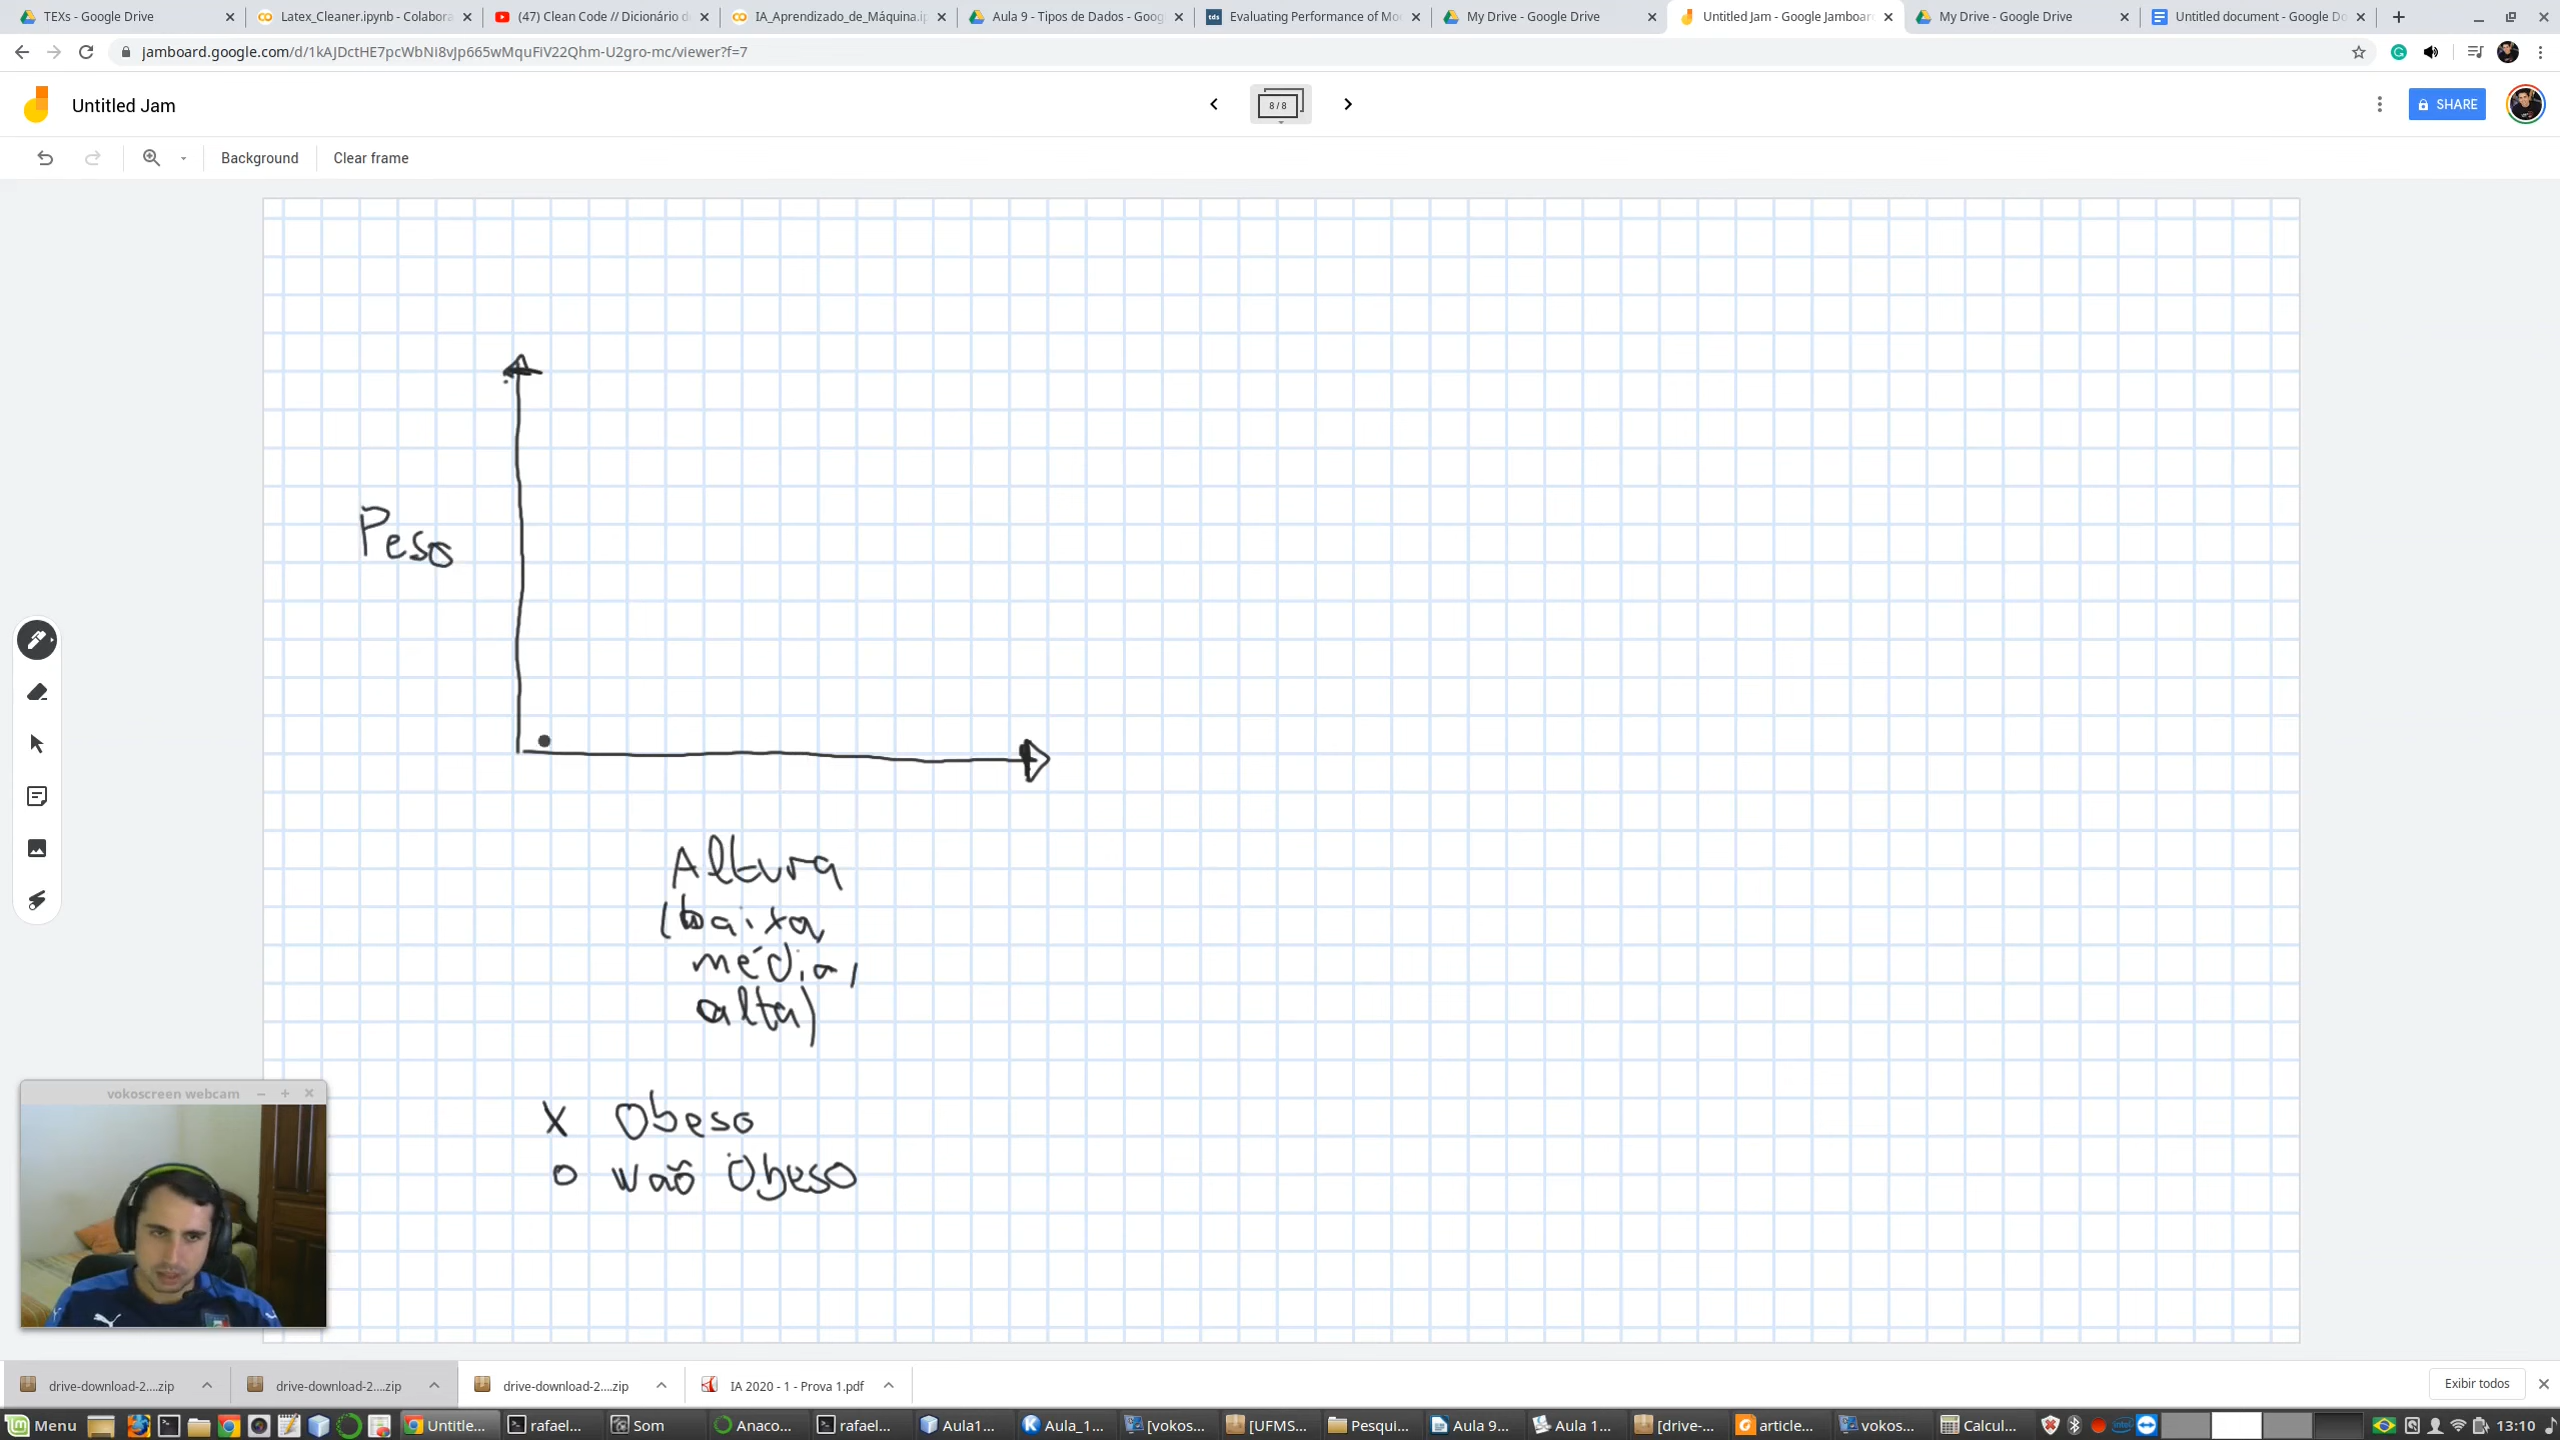 TEXs - Google Drive
Latex_Cleaner.ipynb - Colabora
(47) Clean Code // Dicionário d
IA_Aprendizado_de_Máquina.ip
Aula 9 - Tipos de Dados - Goog
Evaluating Performance of Mo
My Drive - Google Drive
Untitled Jam - Google Jamboar
My Drive - Google Drive
Untitled document - Google Do
jamboard.google.com/d/1kAJDctHE7pcWbNi8vJp665wMquFiV22Qhm-U2gro-mc/viewer?f=7
Untitled Jam
8 / 8
SHARE
Background
Clear frame
Peso
Altura
(baixa,
média,
alta)
X Obeso
o Não Obeso
vokoscreen webcam
drive-download-2....zip
drive-download-2....zip
drive-download-2....zip
IA 2020 - 1 - Prova 1.pdf
Exibir todos
Menu
Untitle...
rafael...
Som
Anaco...
rafael...
Aula1...
Aula_1...
[vokos...
[UFMS...
Pesqui...
Aula 9...
Aula 1...
[drive-...
article...
vokos...
Calcul...
13:10